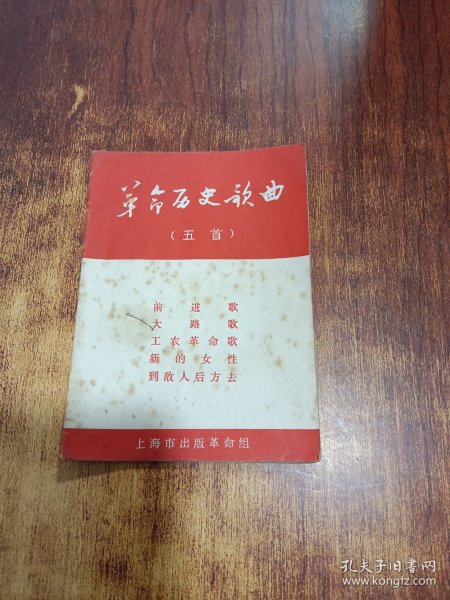 革命历史歌曲
（五首）
前进歌
大路歌
工农革命歌
新的女性
到敌人后方去
上海市出版革命组
孔夫子旧书网
www.kongfz.com